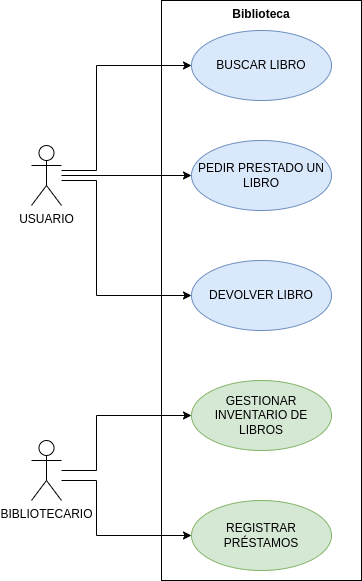 Biblioteca
BUSCAR LIBRO
PEDIR PRESTADO UN
LIBRO
USUARIO
DEVOLVER LIBRO
GESTIONAR
INVENTARIO DE
LIBROS
BIBLIOTECARIO
REGISTRAR
PRÉSTAMOS